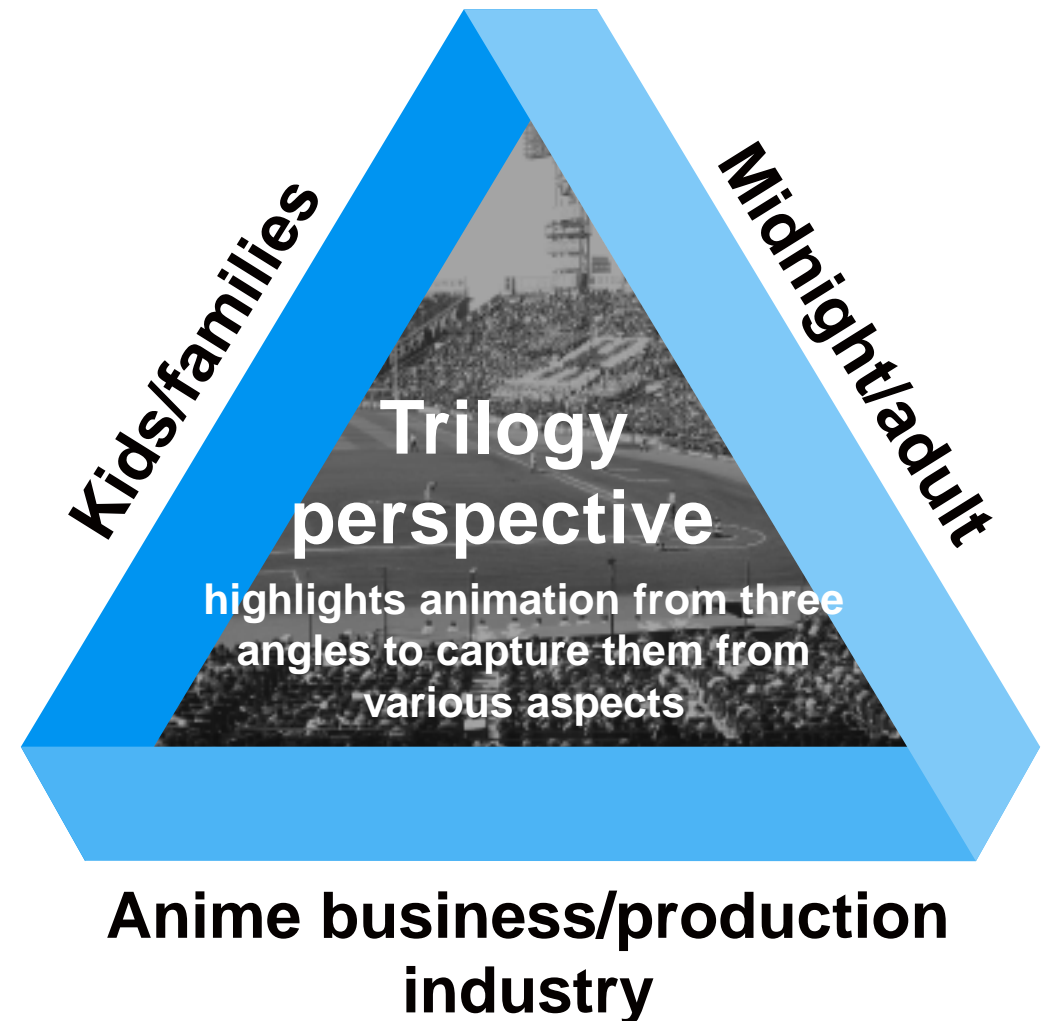 Kids/families
Midnight/adult
Trilogy
perspective
highlights animation from three
angles to capture them from
various aspects
Anime business/production
industry